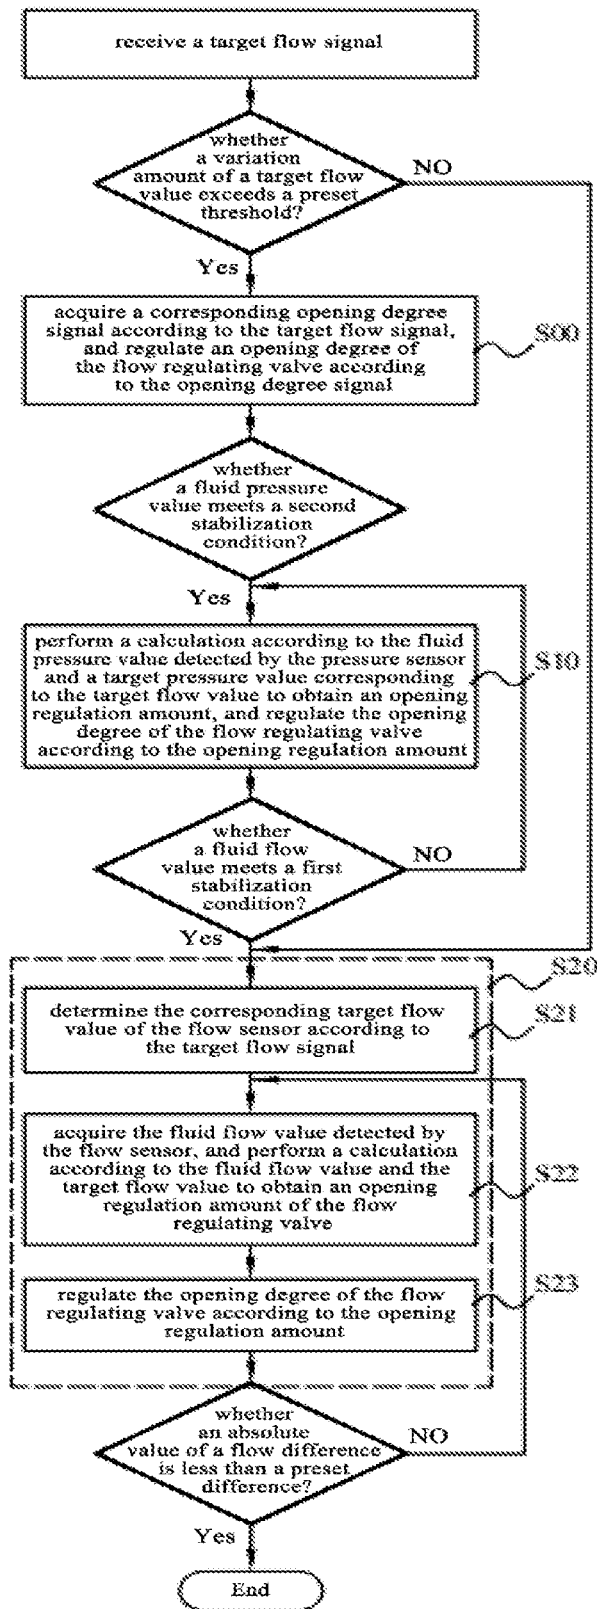 receive a target flow signal
whether
a variation
amount of a target flow
value exceeds a preset
threshold?
NO
Yes
acquire a corresponding opening degree
signal according to the target flow signal,
and regulate an opening degree of
the flow regulating valve according
to the opening degree signal
S00
whether
a fluid pressure
value meets a second
stabilization
condition?
Yes
perform a calculation according to the fluid
pressure value detected by the pressure sensor
and a target pressure value corresponding
to the target flow value to obtain an opening
regulation amount, and regulate the opening
degree of the flow regulating valve
according to the opening regulation amount
S10
whether
a fluid flow
value meets a first
stabilization
condition?
NO
Yes
S20
determine the corresponding target flow
value of the flow sensor according to
the target flow signal
S21
acquire the fluid flow value detected by
the flow sensor, and perform a calculation
according to the fluid flow value and the
target flow value to obtain an opening
regulation amount of the flow
regulating valve
S22
regulate the opening degree of the flow
regulating valve according to the opening
regulation amount
S23
whether
an absolute
value of a flow difference
is less than a preset
difference?
NO
Yes
End